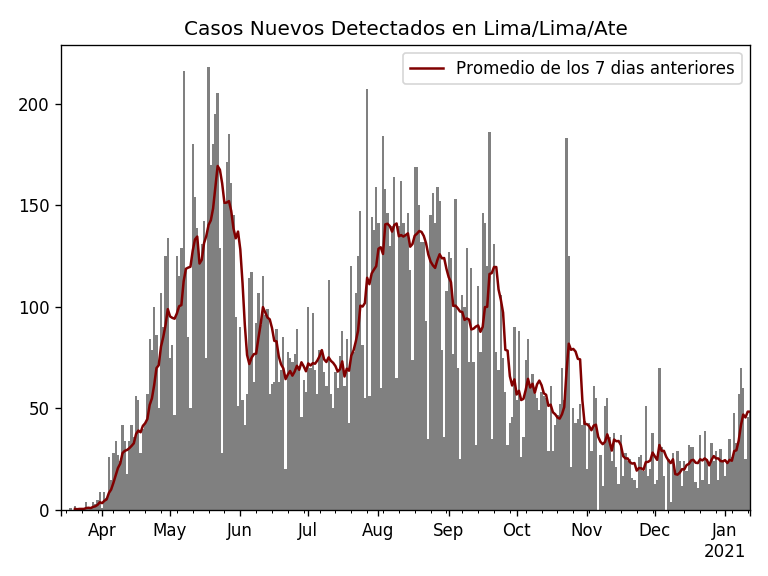 Casos Nuevos Detectados en Lima/Lima/Ate
Promedio de los 7 dias anteriores
200
150
100
50
0
Apr May Jun Jul Aug Sep Oct Nov Dec Jan
2021